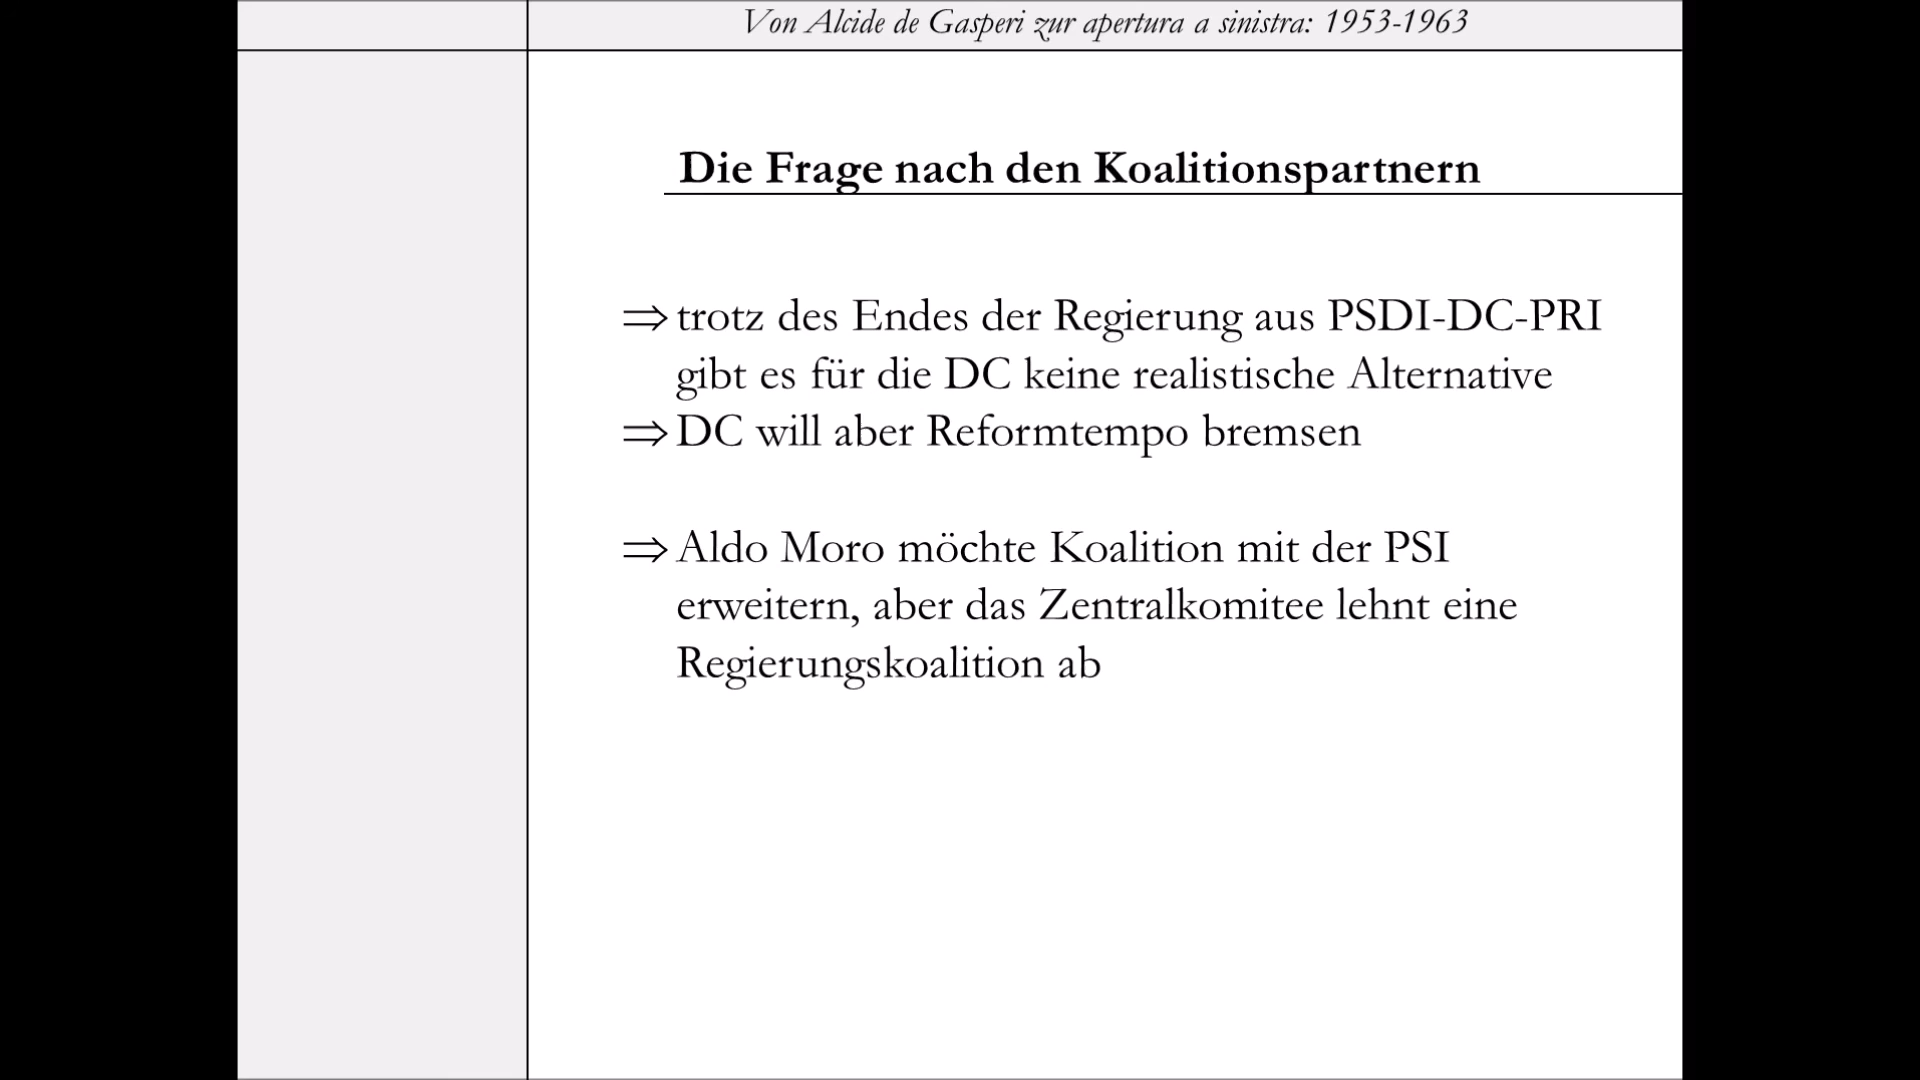 Von Alcide de Gasperi zur apertura a sinistra: 1953-1963
Die Frage nach den Koalitionspartnern
⇒ trotz des Endes der Regierung aus PSDI-DC-PRI
gibt es für die DC keine realistische Alternative
⇒ DC will aber Reformtempo bremsen
⇒ Aldo Moro möchte Koalition mit der PSI
erweitern, aber das Zentralkomitee lehnt eine
Regierungskoalition ab